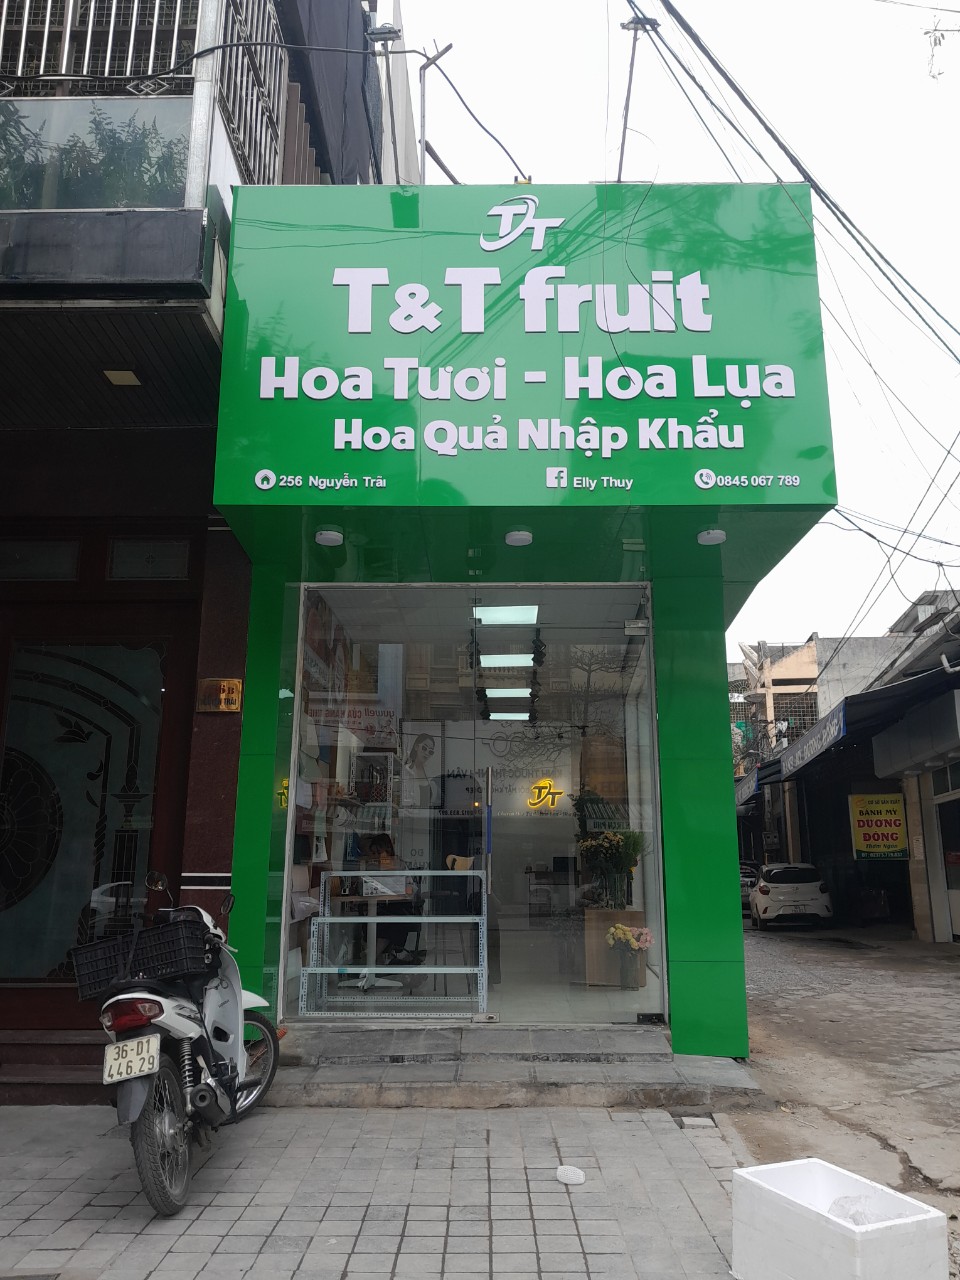 TT
T&T fruit
Hoa Tươi - Hoa Lụa
Hoa Quả Nhập Khẩu
256 Nguyễn Trãi
Elly Thuy
0845 067 789
TT
36-D1
446.29
BÁNH MỲ
DƯƠNG
ĐÔNG